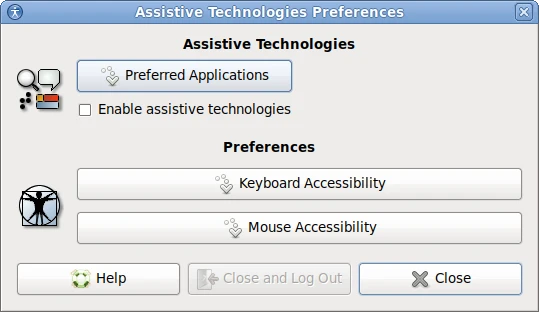 Assistive Technologies Preferences
Assistive Technologies
Preferred Applications
Enable assistive technologies
Preferences
Keyboard Accessibility
Mouse Accessibility
Help
Close and Log Out
Close